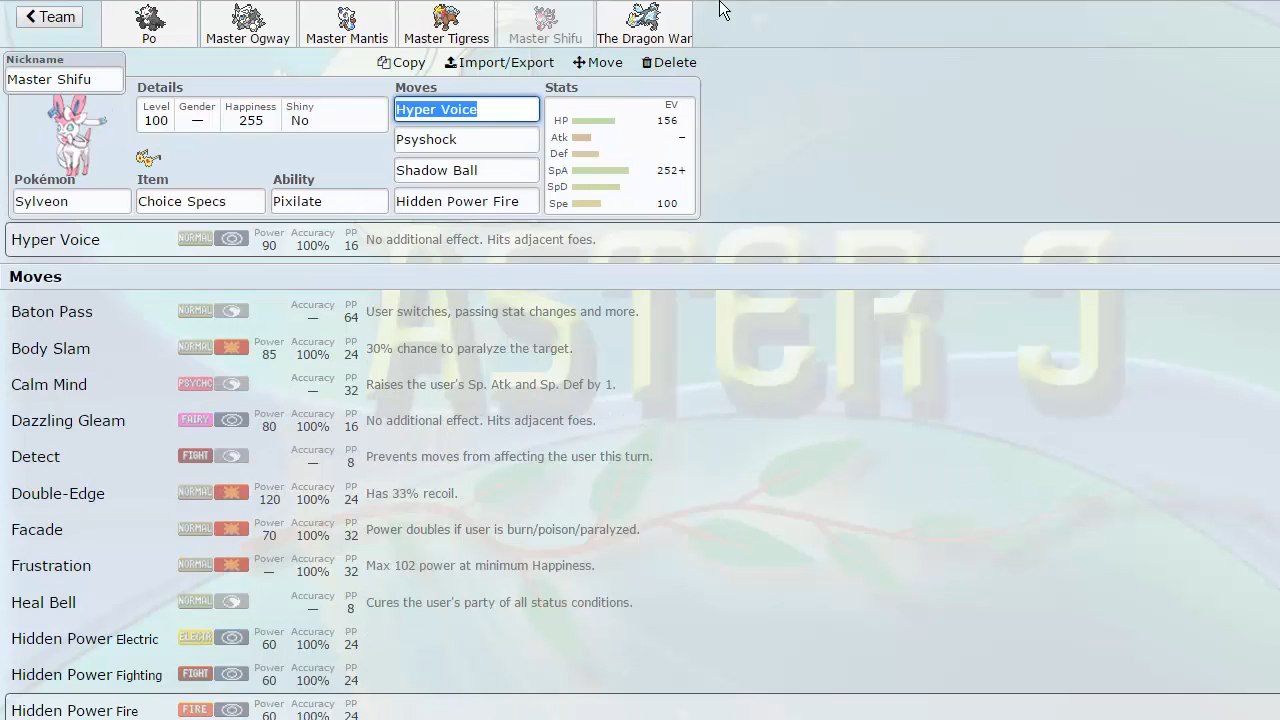 Team
Po
Master Ogway
Master Mantis
Master Tigress
Master Shifu
The Dragon War
Copy Import/Export Move Delete
Nickname
Master Shifu
Details
Level Gender Happiness Shiny
100 — 255 No
Pokémon
Sylveon
Item
Choice Specs
Ability
Pixilate
Moves
Hyper Voice
Psyshock
Shadow Ball
Hidden Power Fire
Stats
EV
HP 156
Atk –
Def
SpA 252+
SpD
Spe 100
Hyper Voice NORMAL Power 90 Accuracy 100% PP 16 No additional effect. Hits adjacent foes.
Moves
Baton Pass NORMAL Accuracy — PP 64 User switches, passing stat changes and more.
Body Slam NORMAL Power 85 Accuracy 100% PP 24 30% chance to paralyze the target.
Calm Mind PSYCHC Accuracy — PP 32 Raises the user's Sp. Atk and Sp. Def by 1.
Dazzling Gleam FAIRY Power 80 Accuracy 100% PP 16 No additional effect. Hits adjacent foes.
Detect FIGHT Accuracy — PP 8 Prevents moves from affecting the user this turn.
Double-Edge NORMAL Power 120 Accuracy 100% PP 24 Has 33% recoil.
Facade NORMAL Power 70 Accuracy 100% PP 32 Power doubles if user is burn/poison/paralyzed.
Frustration NORMAL Power — Accuracy 100% PP 32 Max 102 power at minimum Happiness.
Heal Bell NORMAL Accuracy — PP 8 Cures the user's party of all status conditions.
Hidden Power Electric ELECTR Power 60 Accuracy 100% PP 24
Hidden Power Fighting FIGHT Power 60 Accuracy 100% PP 24
Hidden Power Fire FIRE Power 60 Accuracy 100% PP 24
ASTER J